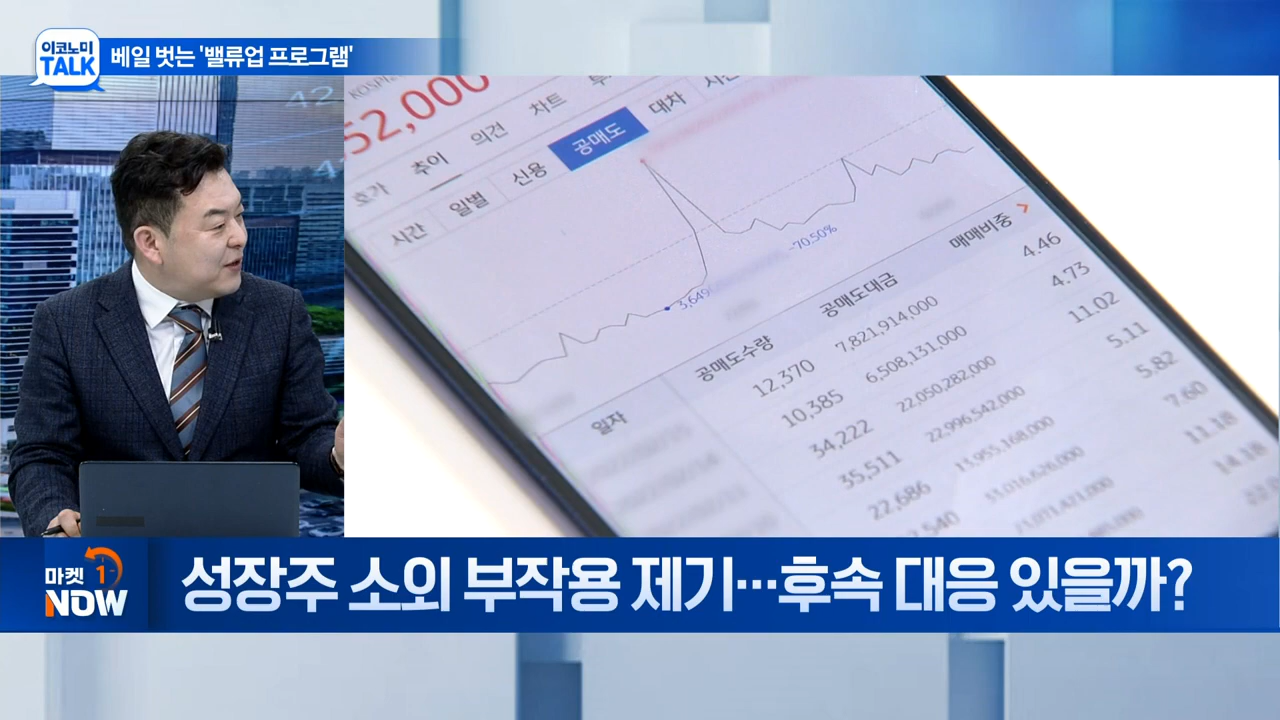 이코노미
TALK
베일 벗는 '밸류업 프로그램'
KOSPI
52,000
호가 추이 의견 차트
시간 일별 신용 공매도 대차
-70.50%
3,649
일자 공매도수량 공매도대금 매매비중
12,370 7,821,914,000 4.46
10,385 6,508,131,000 4.73
34,222 22,050,282,000 11.02
35,511 22,996,542,000 5.11
22,686 13,955,168,000 5.82
7.60
11.18
14.18
마켓 1
NOW
성장주 소외 부작용 제기…후속 대응 있을까?